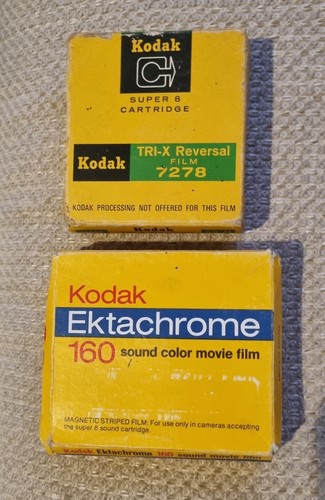 Kodak
SUPER 8
CARTRIDGE
Kodak
TRI-X Reversal
FILM
7278
KODAK PROCESSING NOT OFFERED FOR THIS FILM
Kodak
Kodak
Ektachrome
160 sound color movie film
MAGNETIC STRIPED FILM: For use only in cameras accepting
the super 8 sound cartridge.
Kodak Ektachrome 160 sound movie film